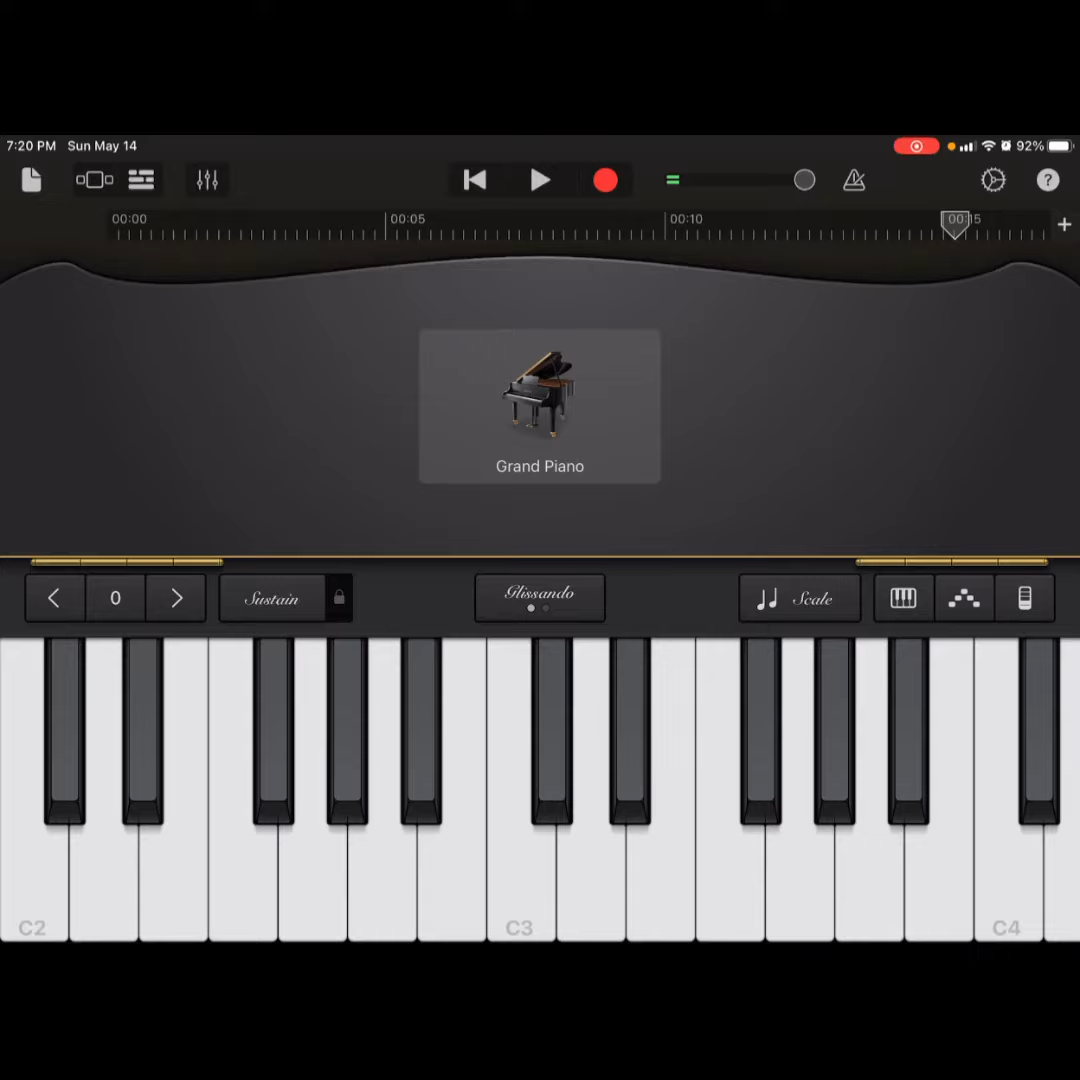 7:20 PM Sun May 14
92%
?
00:00 00:05 00:10 00:15
+
Grand Piano
0 Sustain Glissando Scale
C2 C3 C4